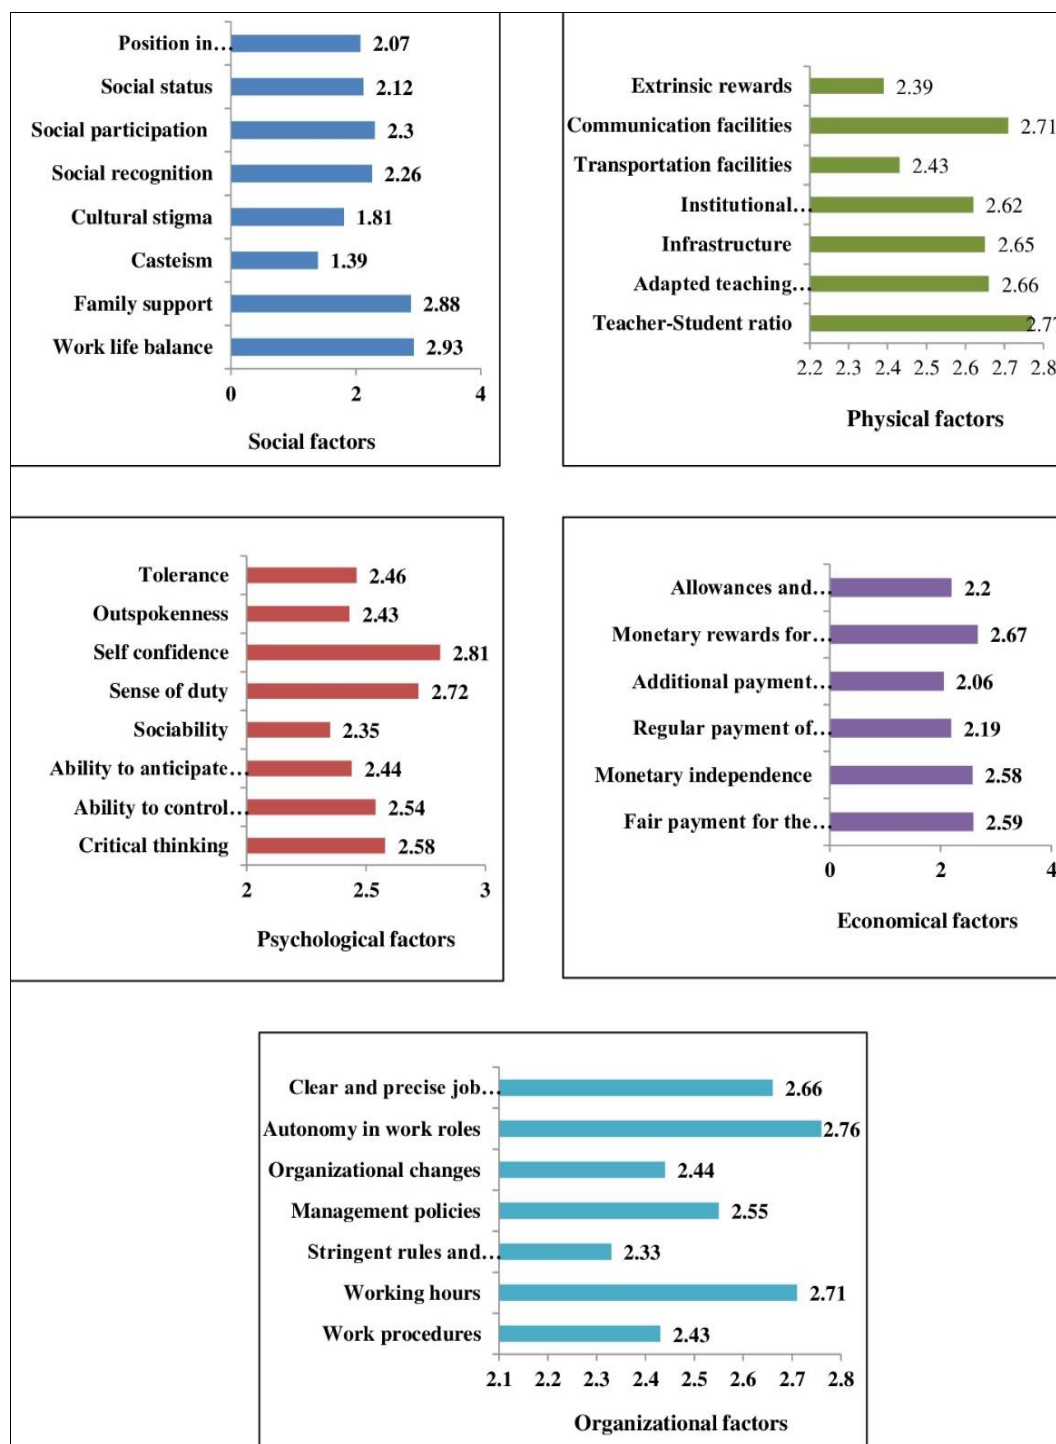 Position in... 2.07
Social status 2.12
Social participation 2.3
Social recognition 2.26
Cultural stigma 1.81
Casteism 1.39
Family support 2.88
Work life balance 2.93
0 2 4
Social factors
Extrinsic rewards 2.39
Communication facilities 2.71
Transportation facilities 2.43
Institutional... 2.62
Infrastructure 2.65
Adapted teaching... 2.66
Teacher-Student ratio 2.77
2.2 2.3 2.4 2.5 2.6 2.7 2.8
Physical factors
Tolerance 2.46
Outspokenness 2.43
Self confidence 2.81
Sense of duty 2.72
Sociability 2.35
Ability to anticipate... 2.44
Ability to control... 2.54
Critical thinking 2.58
2 2.5 3
Psychological factors
Allowances and... 2.2
Monetary rewards for... 2.67
Additional payment... 2.06
Regular payment of... 2.19
Monetary independence 2.58
Fair payment for the... 2.59
0 2 4
Economical factors
Clear and precise job... 2.66
Autonomy in work roles 2.76
Organizational changes 2.44
Management policies 2.55
Stringent rules and... 2.33
Working hours 2.71
Work procedures 2.43
2.1 2.2 2.3 2.4 2.5 2.6 2.7 2.8
Organizational factors